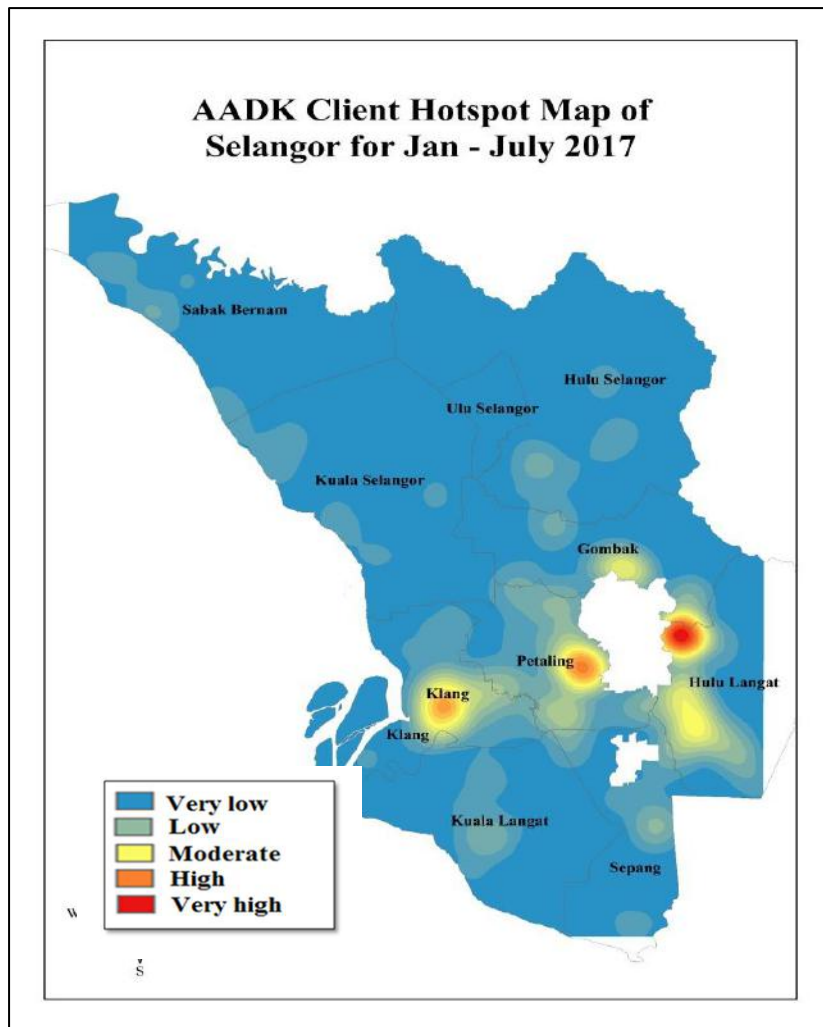 AADK Client Hotspot Map of
Selangor for Jan - July 2017
Sabak Bernam
Hulu Selangor
Ulu Selangor
Kuala Selangor
Gombak
Petaling
Hulu Langat
Klang
Klang
Kuala Langat
Sepang
Very low
Low
Moderate
High
Very high
W
S